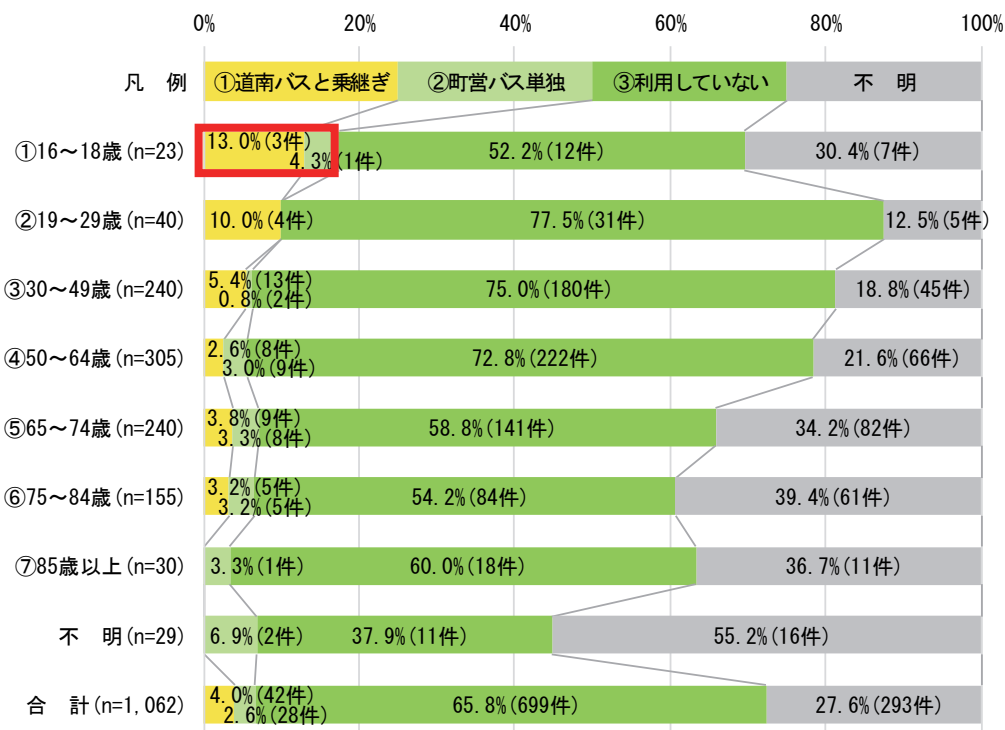 0% 20% 40% 60% 80% 100%
凡 例 ①道南バスと乗継ぎ ②町営バス単独 ③利用していない 不 明
①16～18歳(n=23) 13.0%(3件) 4.3%(1件) 52.2%(12件) 30.4%(7件)
②19～29歳(n=40) 10.0%(4件) 77.5%(31件) 12.5%(5件)
③30～49歳(n=240) 5.4%(13件) 0.8%(2件) 75.0%(180件) 18.8%(45件)
④50～64歳(n=305) 2.6%(8件) 3.0%(9件) 72.8%(222件) 21.6%(66件)
⑤65～74歳(n=240) 3.8%(9件) 3.3%(8件) 58.8%(141件) 34.2%(82件)
⑥75～84歳(n=155) 3.2%(5件) 3.2%(5件) 54.2%(84件) 39.4%(61件)
⑦85歳以上(n=30) 3.3%(1件) 60.0%(18件) 36.7%(11件)
不 明(n=29) 6.9%(2件) 37.9%(11件) 55.2%(16件)
合 計(n=1,062) 4.0%(42件) 2.6%(28件) 65.8%(699件) 27.6%(293件)